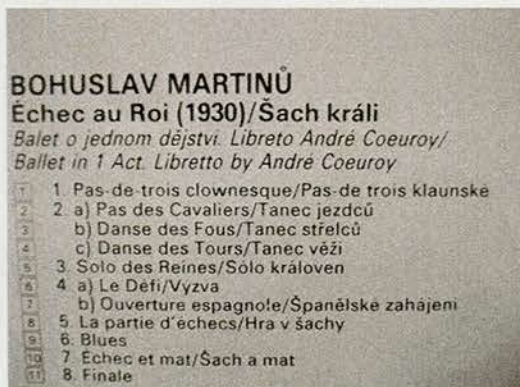 BOHUSLAV MARTINŮ
Échec au Roi (1930)/Šach králi
Balet o jednom dějství. Libreto André Coeuroy/
Ballet in 1 Act. Libretto by André Coeuroy
1 1. Pas-de-trois clownesque/Pas-de trois klaunské
2 2. a) Pas des Cavaliers/Tanec jezdců
3 b) Danse des Fous/Tanec střelců
4 c) Danse des Tours/Tanec věží
5 3. Solo des Reines/Sólo královen
6 4 a) Le Défi/Výzva
7 b) Ouverture espagnole/Španělské zahájení
8 5. La partie d'échecs/Hra v šachy
9 6. Blues
10 7. Échec et mat/Šach a mat
11 8. Finale